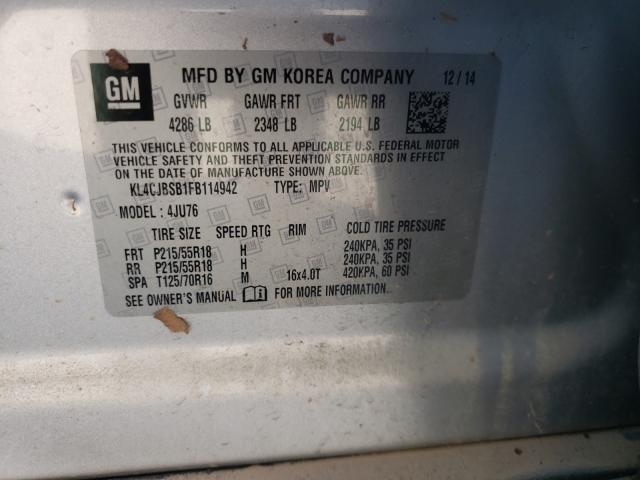 GM MFD BY GM KOREA COMPANY 12/14
GVWR GAWR FRT GAWR RR
4286 LB 2348 LB 2194 LB
THIS VEHICLE CONFORMS TO ALL APPLICABLE U.S. FEDERAL MOTOR
VEHICLE SAFETY AND THEFT PREVENTION STANDARDS IN EFFECT
ON THE DATE OF MANUFACTURE SHOWN ABOVE.
KL4CJBSB1FB114942 TYPE: MPV
MODEL: 4JU76
TIRE SIZE SPEED RTG RIM COLD TIRE PRESSURE
FRT P215/55R18 H 240KPA, 35 PSI
RR P215/55R18 H 240KPA, 35 PSI
SPA T125/70R16 M 16x4.0T 420KPA, 60 PSI
SEE OWNER'S MANUAL FOR MORE INFORMATION.